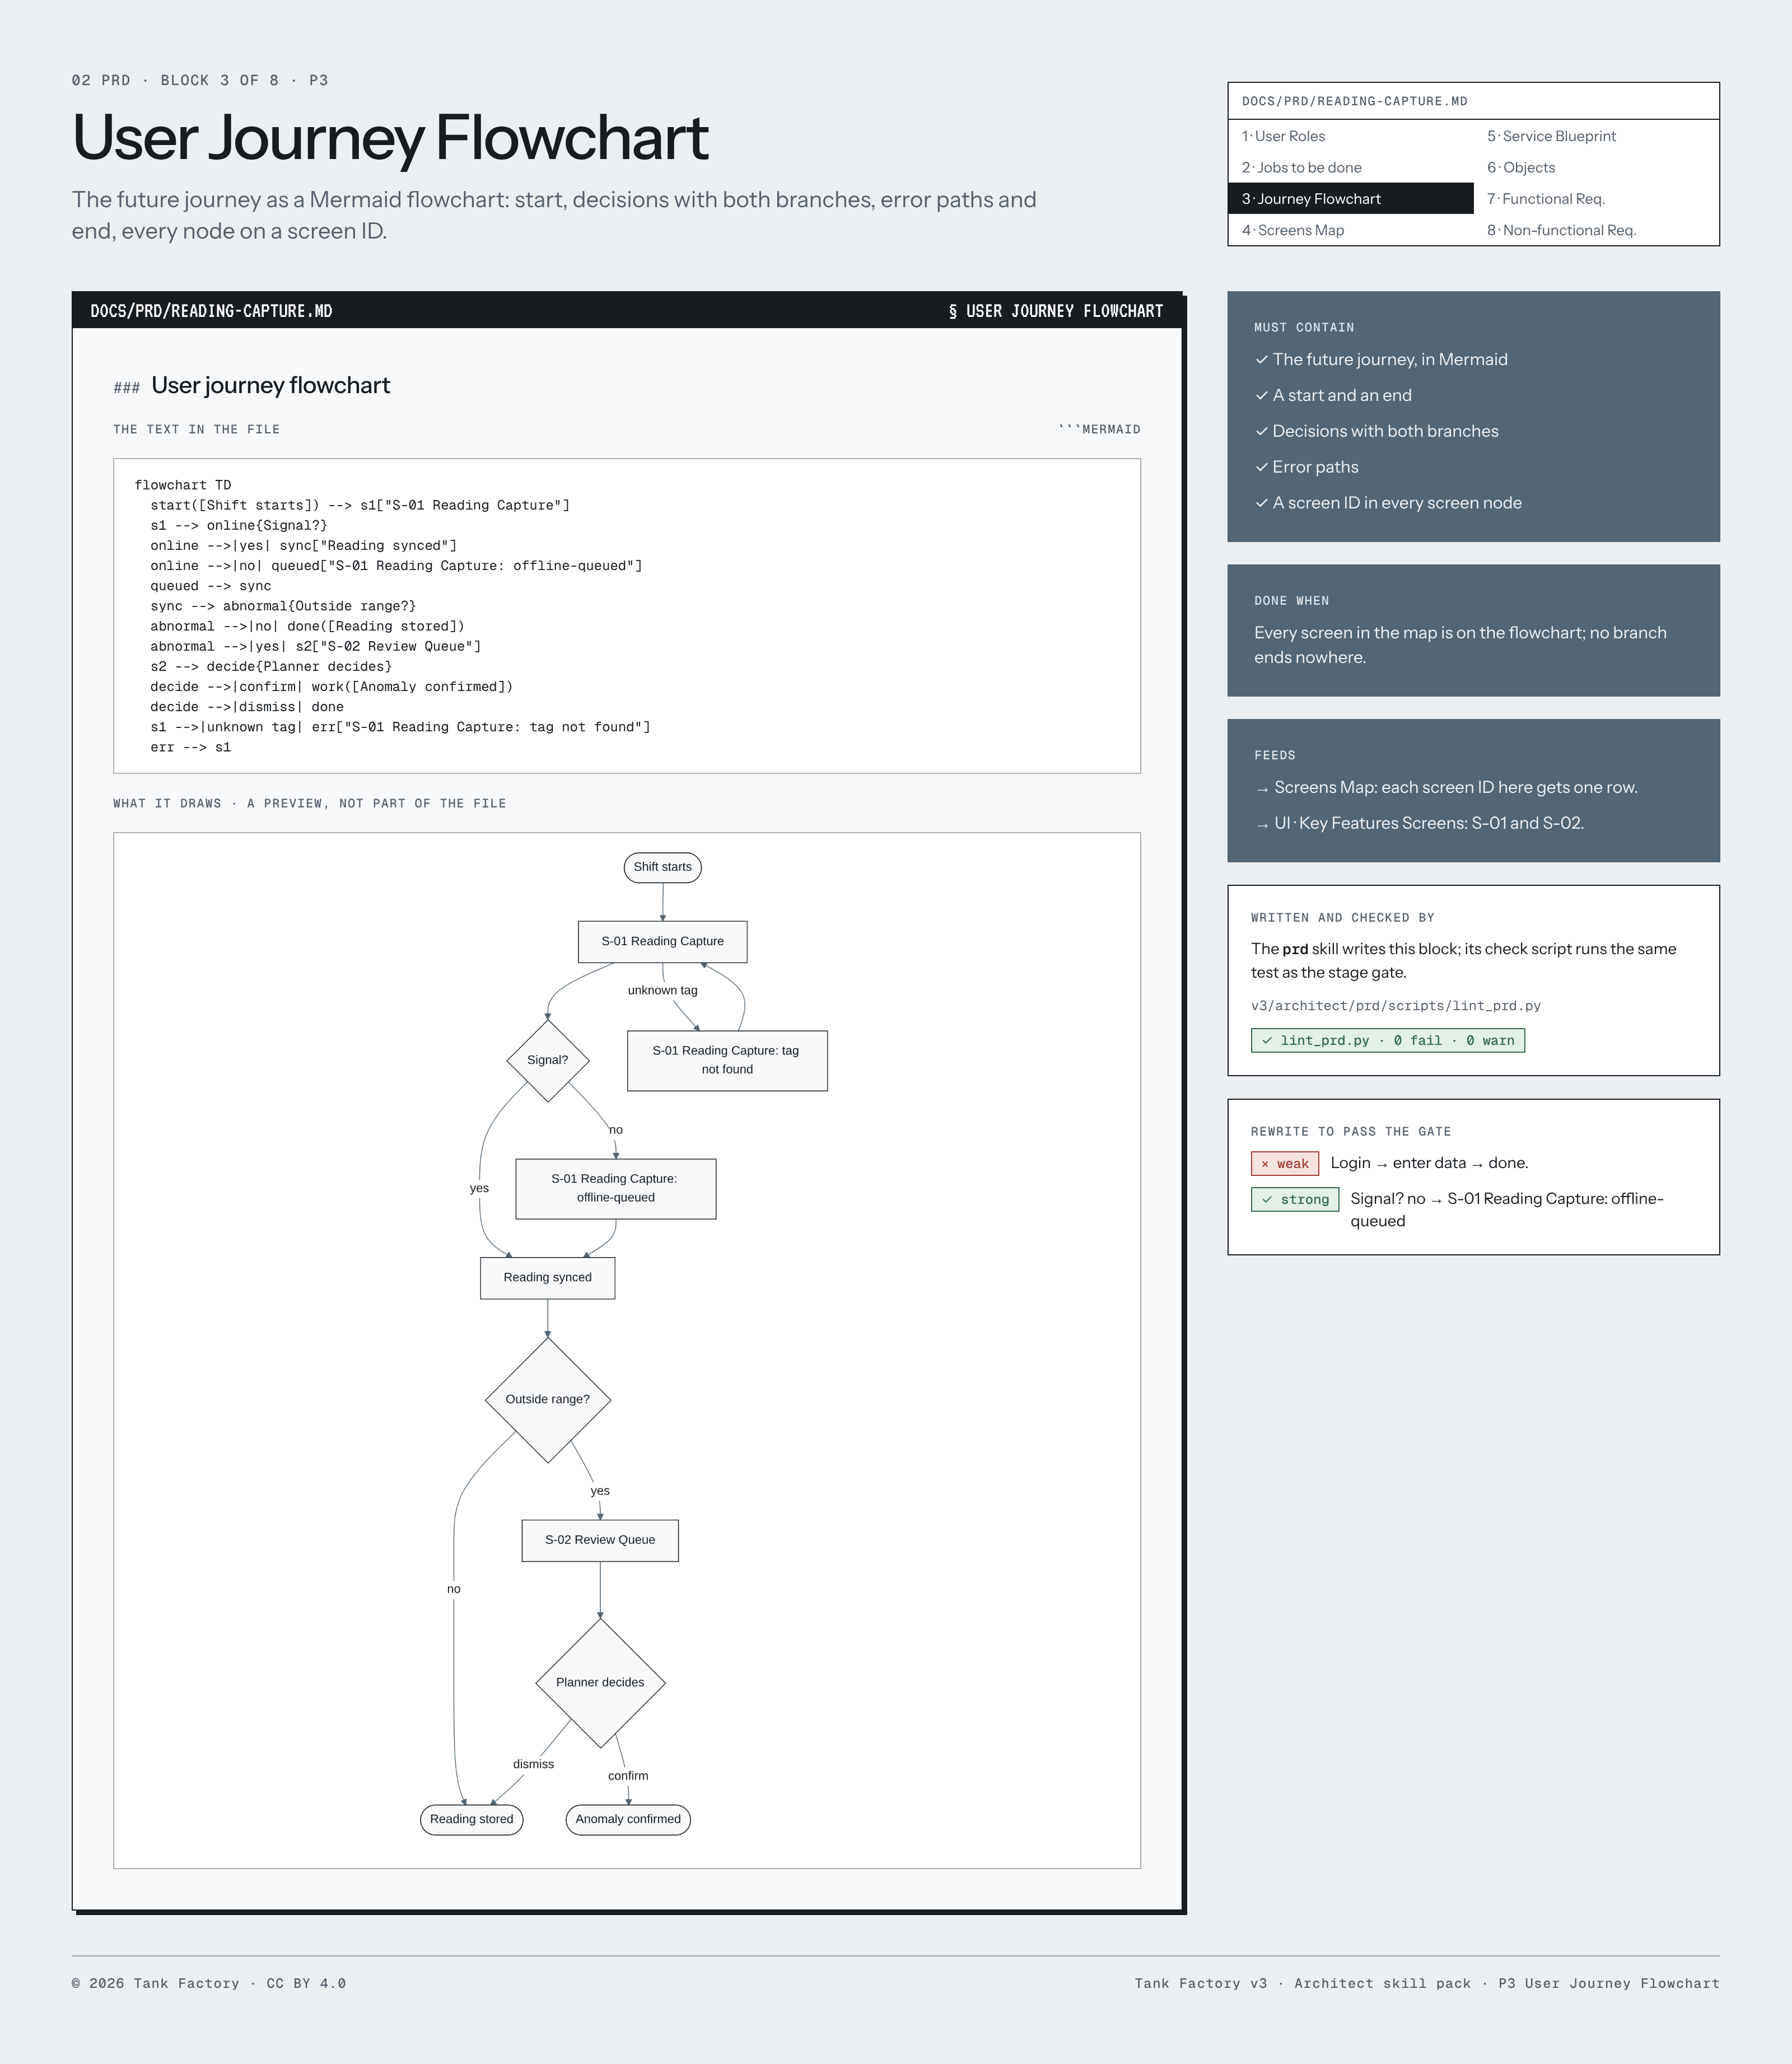 02 PRD · BLOCK 3 OF 8 · P3
User Journey Flowchart
The future journey as a Mermaid flowchart: start, decisions with both branches, error paths and
end, every node on a screen ID.
DOCS/PRD/READING-CAPTURE.MD
1 · User Roles
2 · Jobs to be done
3 · Journey Flowchart
4 · Screens Map
5 · Service Blueprint
6 · Objects
7 · Functional Req.
8 · Non-functional Req.
DOCS/PRD/READING-CAPTURE.MD
§ USER JOURNEY FLOWCHART
### User journey flowchart
THE TEXT IN THE FILE
```MERMAID
flowchart TD
  start([Shift starts]) --> s1["S-01 Reading Capture"]
  s1 --> online{Signal?}
  online -->|yes| sync["Reading synced"]
  online -->|no| queued["S-01 Reading Capture: offline-queued"]
  queued --> sync
  sync --> abnormal{Outside range?}
  abnormal -->|no| done([Reading stored])
  abnormal -->|yes| s2["S-02 Review Queue"]
  s2 --> decide{Planner decides}
  decide -->|confirm| work([Anomaly confirmed])
  decide -->|dismiss| done
  s1 -->|unknown tag| err["S-01 Reading Capture: tag not found"]
  err --> s1
WHAT IT DRAWS · A PREVIEW, NOT PART OF THE FILE
Shift starts
S-01 Reading Capture
unknown tag
Signal?
S-01 Reading Capture: tag
not found
no
S-01 Reading Capture:
offline-queued
yes
Reading synced
Outside range?
yes
S-02 Review Queue
no
Planner decides
dismiss
confirm
Reading stored
Anomaly confirmed
MUST CONTAIN
✓ The future journey, in Mermaid
✓ A start and an end
✓ Decisions with both branches
✓ Error paths
✓ A screen ID in every screen node
DONE WHEN
Every screen in the map is on the flowchart; no branch
ends nowhere.
FEEDS
→ Screens Map: each screen ID here gets one row.
→ UI · Key Features Screens: S-01 and S-02.
WRITTEN AND CHECKED BY
The prd skill writes this block; its check script runs the same
test as the stage gate.
v3/architect/prd/scripts/lint_prd.py
✓ lint_prd.py · 0 fail · 0 warn
REWRITE TO PASS THE GATE
× weak Login → enter data → done.
✓ strong Signal? no → S-01 Reading Capture: offline-
queued
© 2026 Tank Factory · CC BY 4.0
Tank Factory v3 · Architect skill pack · P3 User Journey Flowchart